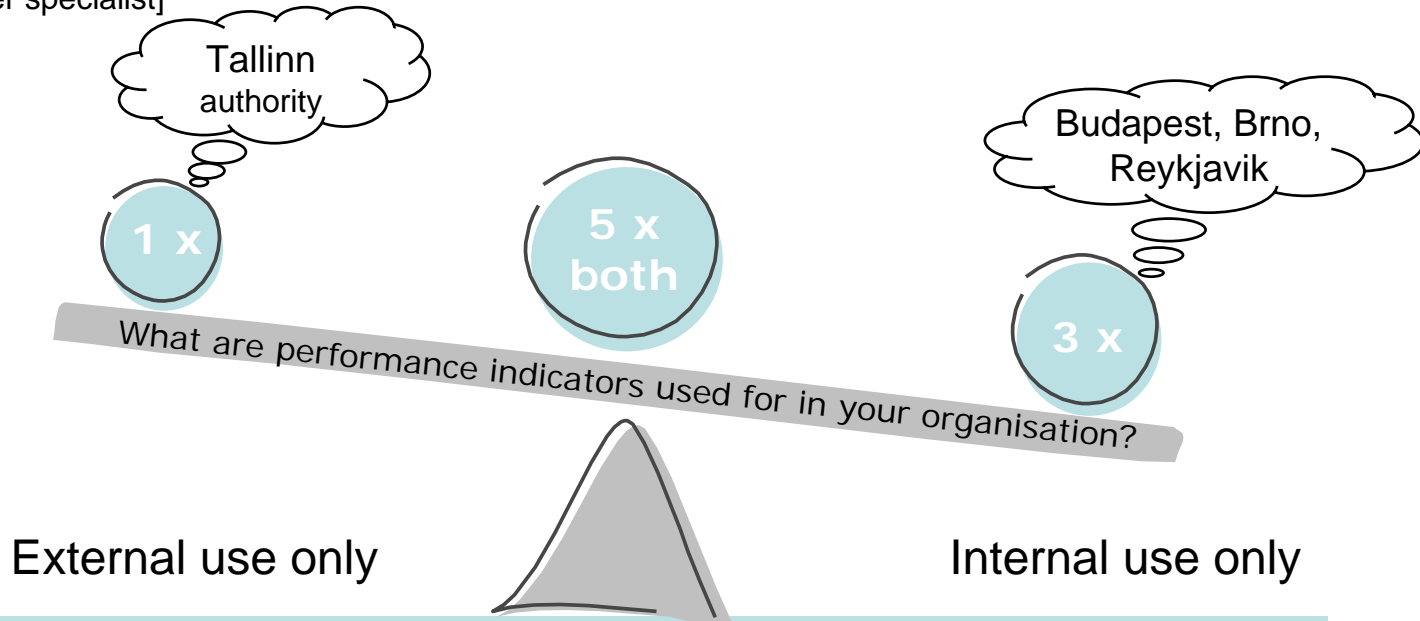 specialist]
Tallinn
authority
Budapest, Brno,
Reykjavik
1 x
5 x
both
3 x
What are performance indicators used for in your organisation?
External use only
Internal use only